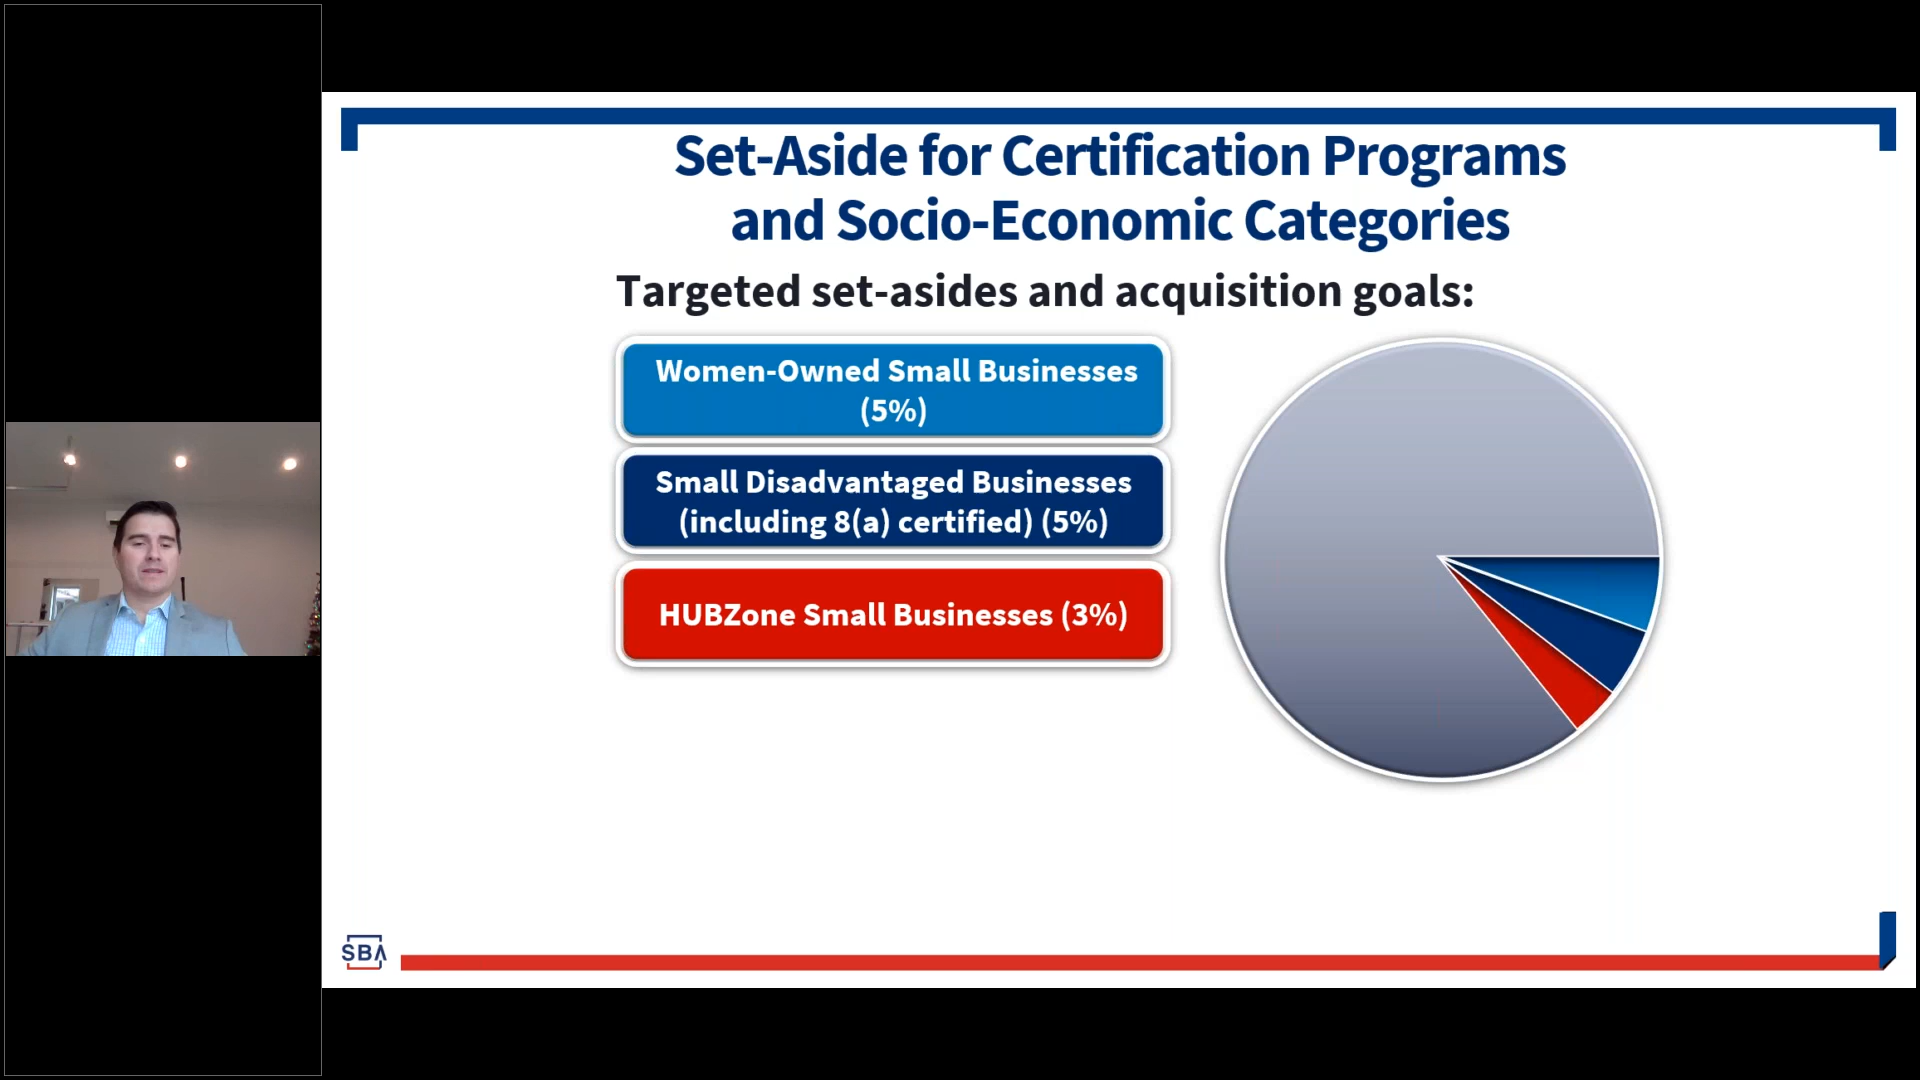 Set-Aside for Certification Programs
and Socio-Economic Categories
Targeted set-asides and acquisition goals:
Women-Owned Small Businesses
(5%)
Small Disadvantaged Businesses
(including 8(a) certified) (5%)
HUBZone Small Businesses (3%)
SBA